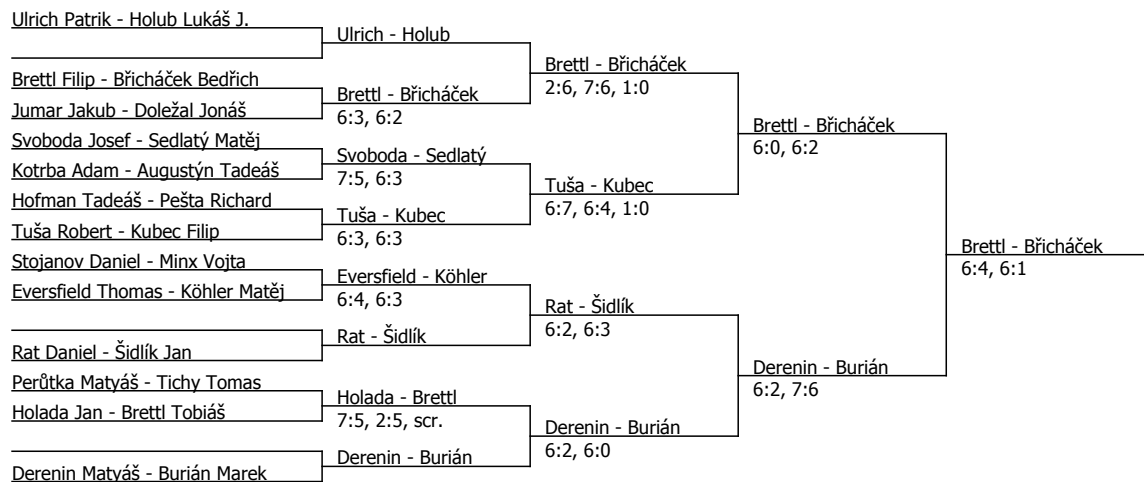 Ulrich Patrik - Holub Lukáš J.
Brettl Filip - Břicháček Bedřich
Jumar Jakub - Doležal Jonáš
Svoboda Josef - Sedlatý Matěj
Kotrba Adam - Augustýn Tadeáš
Hofman Tadeáš - Pešta Richard
Tuša Robert - Kubec Filip
Stojanov Daniel - Minx Vojta
Eversfield Thomas - Köhler Matěj
Rat Daniel - Šidlík Jan
Perůtka Matyáš - Tichy Tomas
Holada Jan - Brettl Tobiáš
Derenin Matyáš - Burián Marek
Ulrich - Holub
Brettl - Břicháček
6:3, 6:2
Svoboda - Sedlatý
7:5, 6:3
Tuša - Kubec
6:3, 6:3
Eversfield - Köhler
6:4, 6:3
Rat - Šidlík
Holada - Brettl
7:5, 2:5, scr.
Derenin - Burián
Brettl - Břicháček
2:6, 7:6, 1:0
Tuša - Kubec
6:7, 6:4, 1:0
Rat - Šidlík
6:2, 6:3
Derenin - Burián
6:2, 6:0
Brettl - Břicháček
6:0, 6:2
Derenin - Burián
6:2, 7:6
Brettl - Břicháček
6:4, 6:1